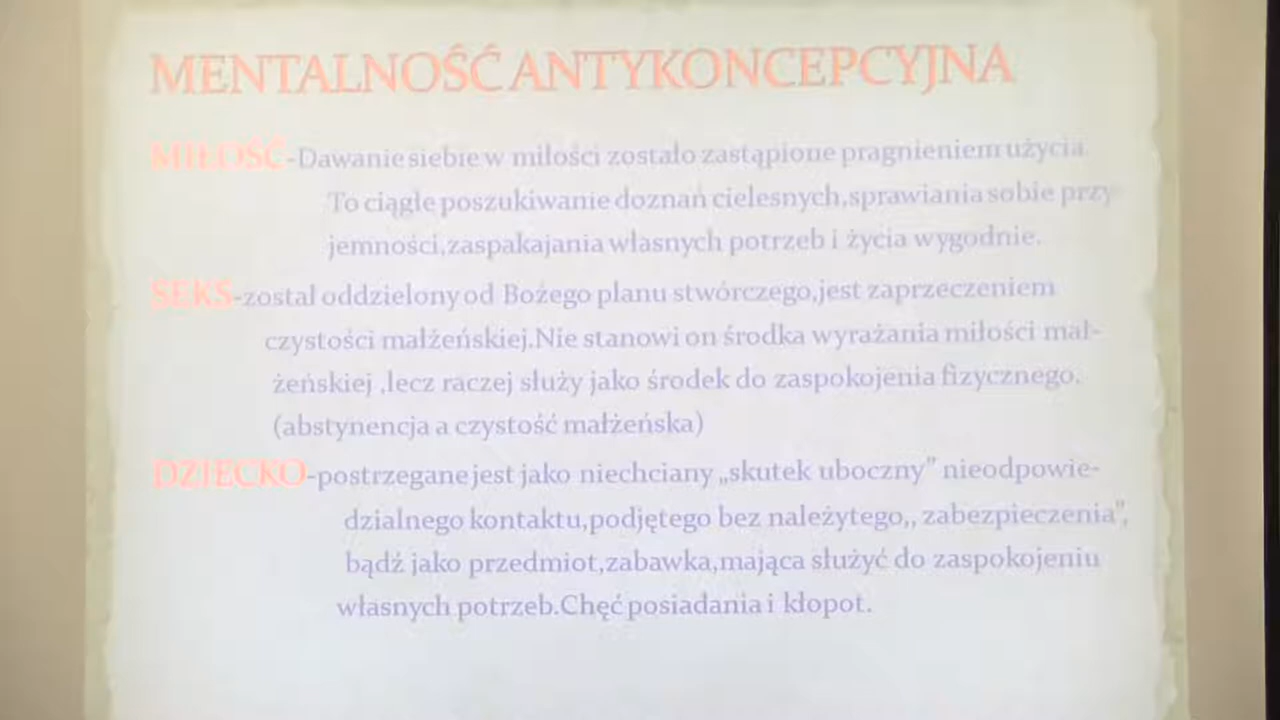 MENTALNOŚĆ ANTYKONCEPCYJNA
MIŁOŚĆ-Dawanie siebie w miłości zostało zastąpione pragnieniem użycia
To ciągłe poszukiwanie doznań cielesnych,sprawiania sobie przy-
jemności,zaspakajania własnych potrzeb i życia wygodnie.
SEKS-został oddzielony od Bożego planu stwórczego,jest zaprzeczeniem
czystości małżeńskiej.Nie stanowi on środka wyrażania miłości mał-
żeńskiej ,lecz raczej służy jako środek do zaspokojenia fizycznego.
(abstynencja a czystość małżeńska)
DZIECKO-postrzegane jest jako niechciany „skutek uboczny” nieodpowie-
dzialnego kontaktu,podjętego bez należytego,, zabezpieczenia”,
bądź jako przedmiot,zabawka,mająca służyć do zaspokojeniu
własnych potrzeb.Chęć posiadania i kłopot.